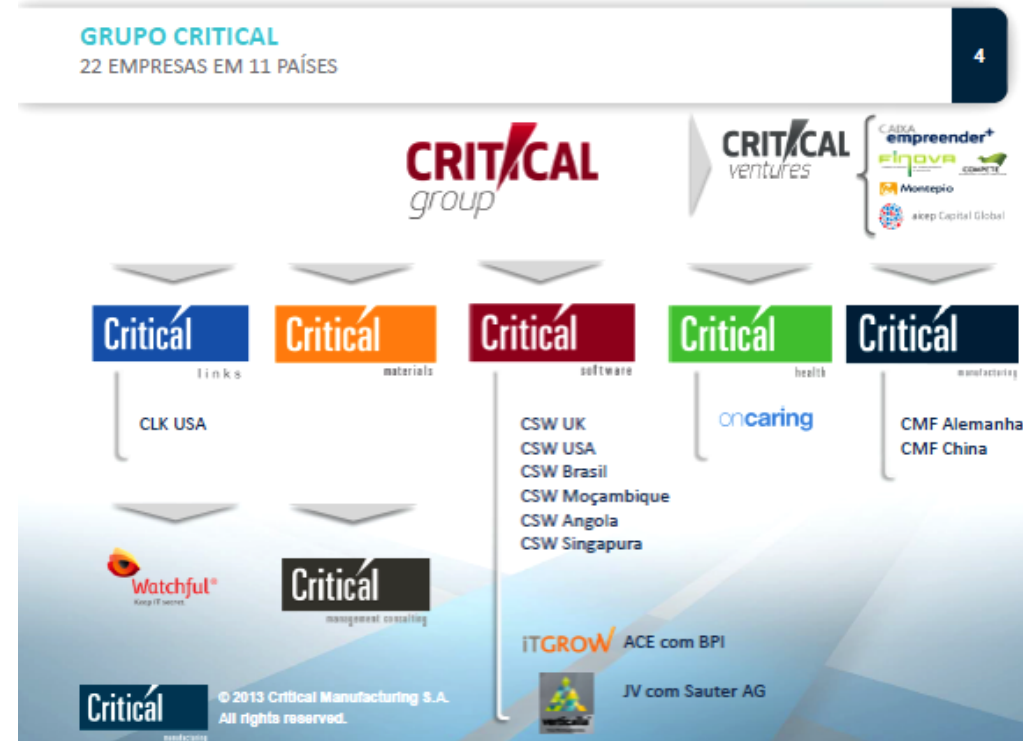 GRUPO CRITICAL
22 EMPRESAS EM 11 PAÍSES
4
CRITICAL
group
CRITICAL
ventures
CAIXA
empreender+
FINOVA
COMPETE
Montepio
aicep Capital Global
Critical
links
Critical
materials
Critical
software
Critical
health
Critical
manufacturing
CLK USA
CSW UK
CSW USA
CSW Brasil
CSW Moçambique
CSW Angola
CSW Singapura
oncaring
CMF Alemanha
CMF China
Watchful®
Keep IT secret.
Critical
management consulting
iTGROW
ACE com BPI
verticalla
JV com Sauter AG
Critical
manufacturing
© 2013 Critical Manufacturing S.A.
All rights reserved.